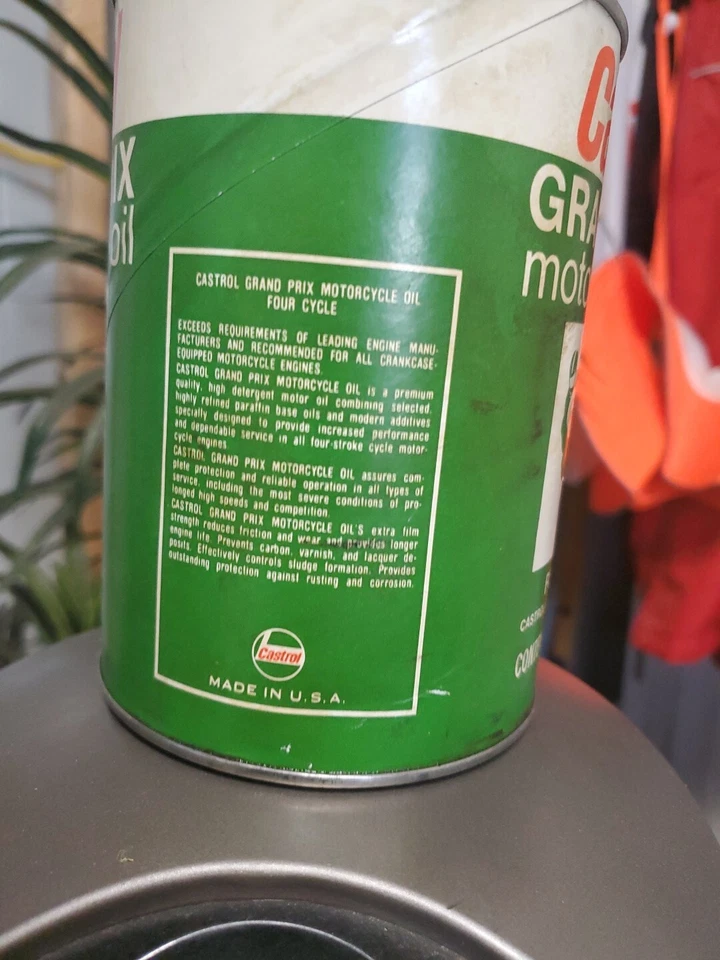 IX
oil
C
GRA
moto
CASTROL GRAND PRIX MOTORCYCLE OIL
FOUR CYCLE
EXCEEDS REQUIREMENTS OF LEADING ENGINE MANU-
FACTURERS AND RECOMMENDED FOR ALL CRANKCASE-
EQUIPPED MOTORCYCLE ENGINES.
CASTROL GRAND PRIX MOTORCYCLE OIL is a premium
quality, high detergent motor oil combining selected,
highly refined paraffin base oils and modern additives
specially designed to provide increased performance
and dependable service in all four-stroke cycle motor-
cycle engines
CASTROL GRAND PRIX MOTORCYCLE OIL assures com-
plete protection and reliable operation in all types of
service, including the most severe conditions of pro-
longed high speeds and competition.
CASTROL GRAND PRIX MOTORCYCLE OIL'S extra film
strength reduces friction and wear and provides longer
engine life. Prevents carbon, varnish, and lacquer de-
posits. Effectively controls sludge formation. Provides
outstanding protection against rusting and corrosion.
Castrol
MADE IN U.S.A.
CASTRO
CONT